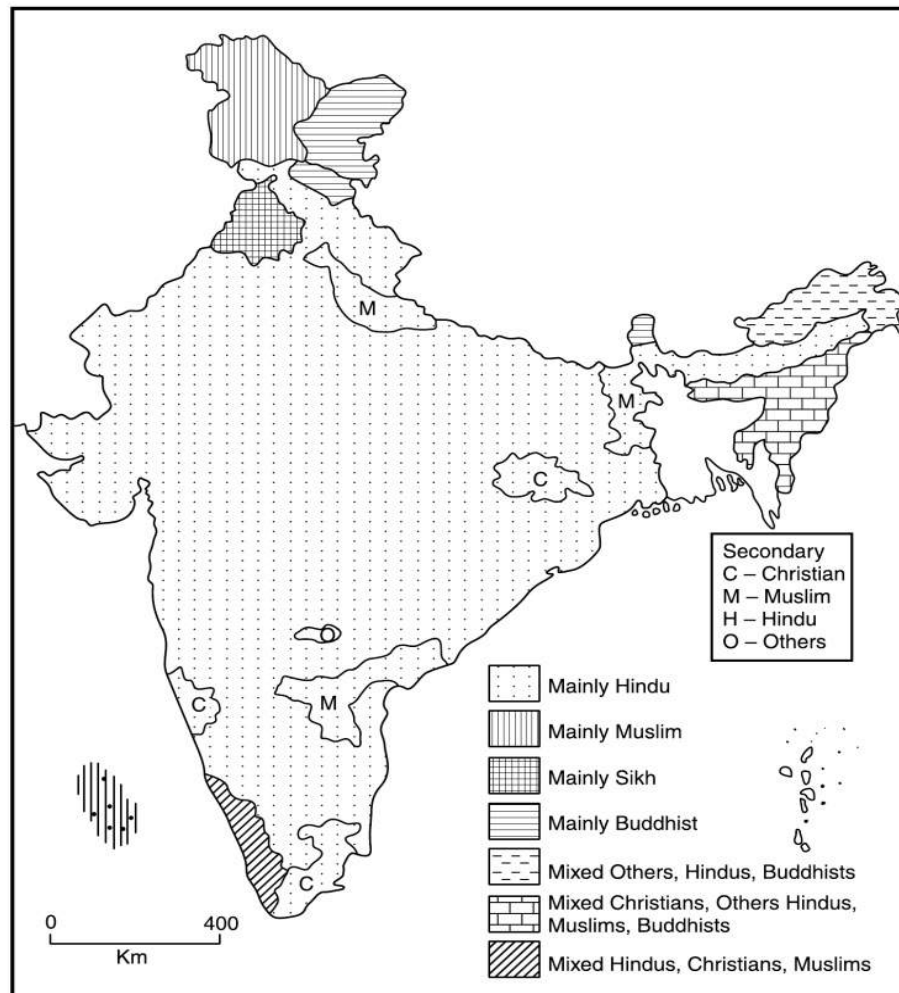 M
M
C
O
C
M
C
Secondary
C – Christian
M – Muslim
H – Hindu
O – Others
Mainly Hindu
Mainly Muslim
Mainly Sikh
Mainly Buddhist
Mixed Others, Hindus, Buddhists
Mixed Christians, Others Hindus,
Muslims, Buddhists
Mixed Hindus, Christians, Muslims
0 400
Km